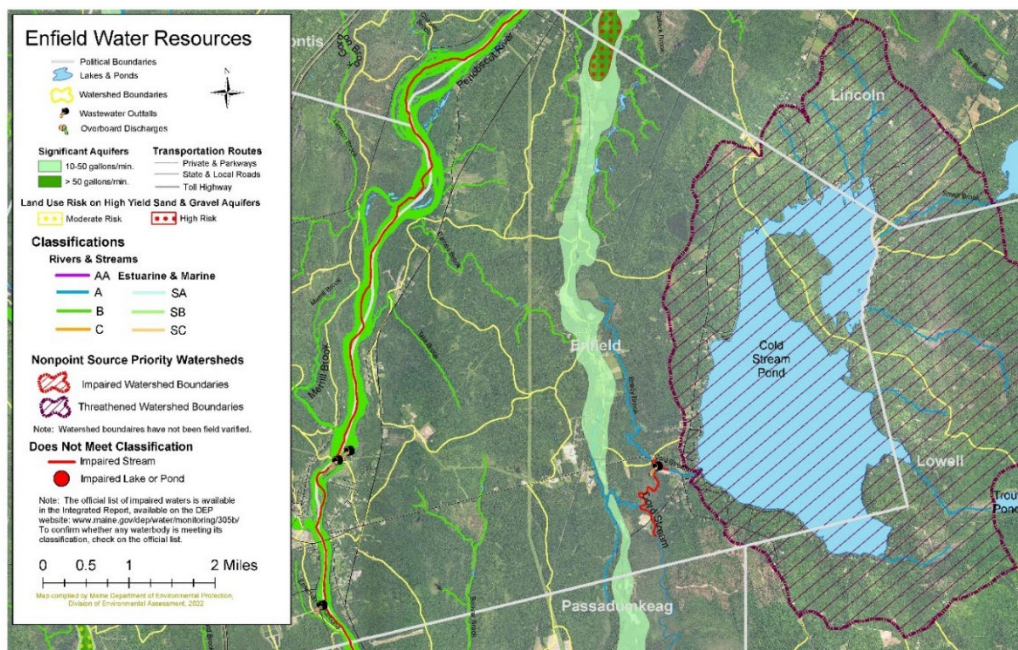 Enfield Water Resources
Political Boundaries
Lakes & Ponds
Watershed Boundaries
Wastewater Outfalls
Overboard Discharges
N
Significant Aquifers
10-50 gallons/min.
> 50 gallons/min.
Transportation Routes
Private & Parkways
State & Local Roads
Toll Highway
Land Use Risk on High Yield Sand & Gravel Aquifers
Moderate Risk
High Risk
Classifications
Rivers & Streams
AA
A
B
C
Estuarine & Marine
SA
SB
SC
Nonpoint Source Priority Watersheds
Impaired Watershed Boundaries
Threathened Watershed Boundaries
Note: Watershed boundaires have not been field varified.
Does Not Meet Classification
Impaired Stream
Impaired Lake or Pond
Note: The official list of impaired waters is available
in the Integrated Report, available on the DEP
website: www.maine.gov/dep/water/monitoring/305b/
To confirm whether any waterbody is meeting its
classification, check on the official list.
0 0.5 1 2 Miles
Map compiled by Maine Department of Environmental Protection,
Division of Environmental Assessment, 2022
ontis
Penobscot River
Lincoln
Merrill Brook
Enfield
Cold
Stream
Pond
Lowell
Trout
Pond
Passadumkeag